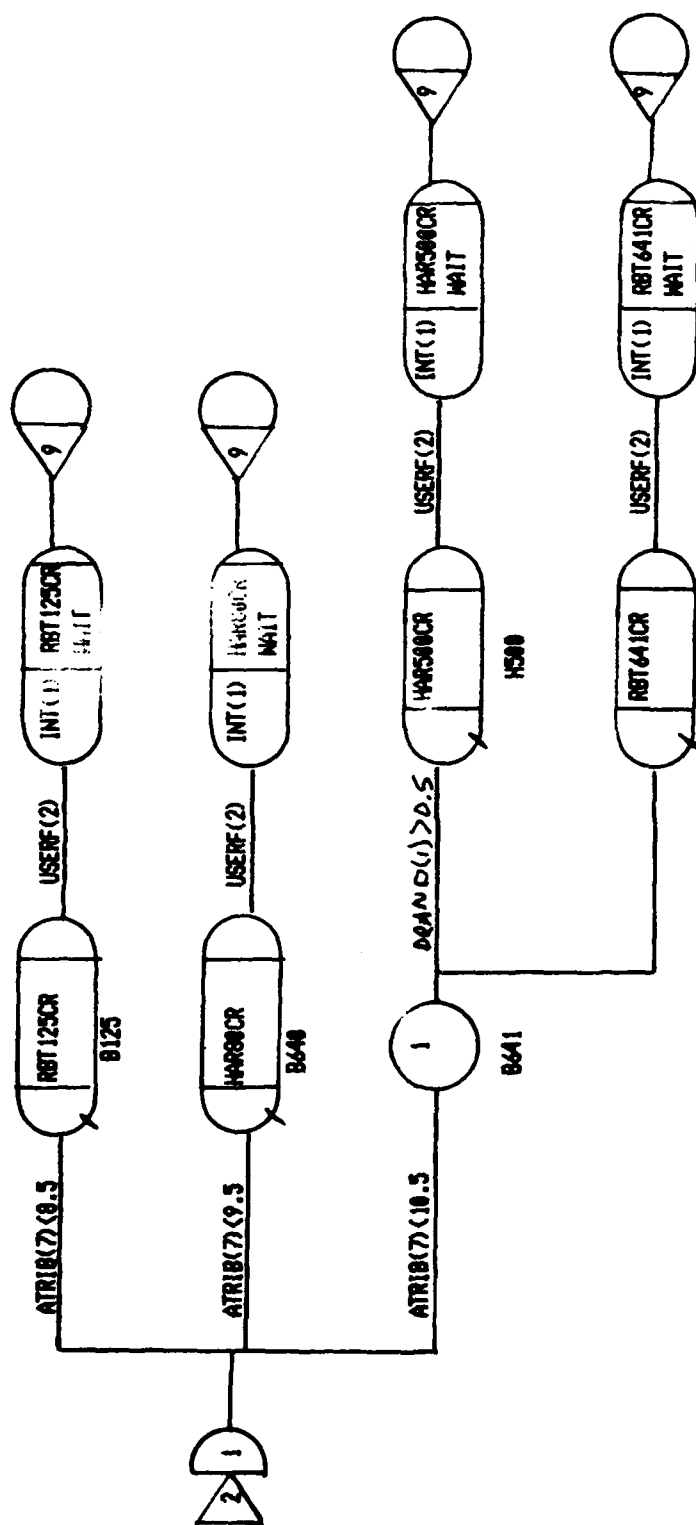 2
1
ATRIB(7)<8.5
RBT125CR
B125
USERF(2)
INT(1)
RBT125CR
WAIT
9
ATRIB(7)<9.5
HAR80CR
B640
USERF(2)
INT(1)
HAR80CR
WAIT
9
ATRIB(7)<10.5
1
B641
DRAND(1)>0.5
HAR500CR
H500
USERF(2)
INT(1)
HAR500CR
WAIT
9
RBT641CR
USERF(2)
INT(1)
RBT641CR
WAIT
9